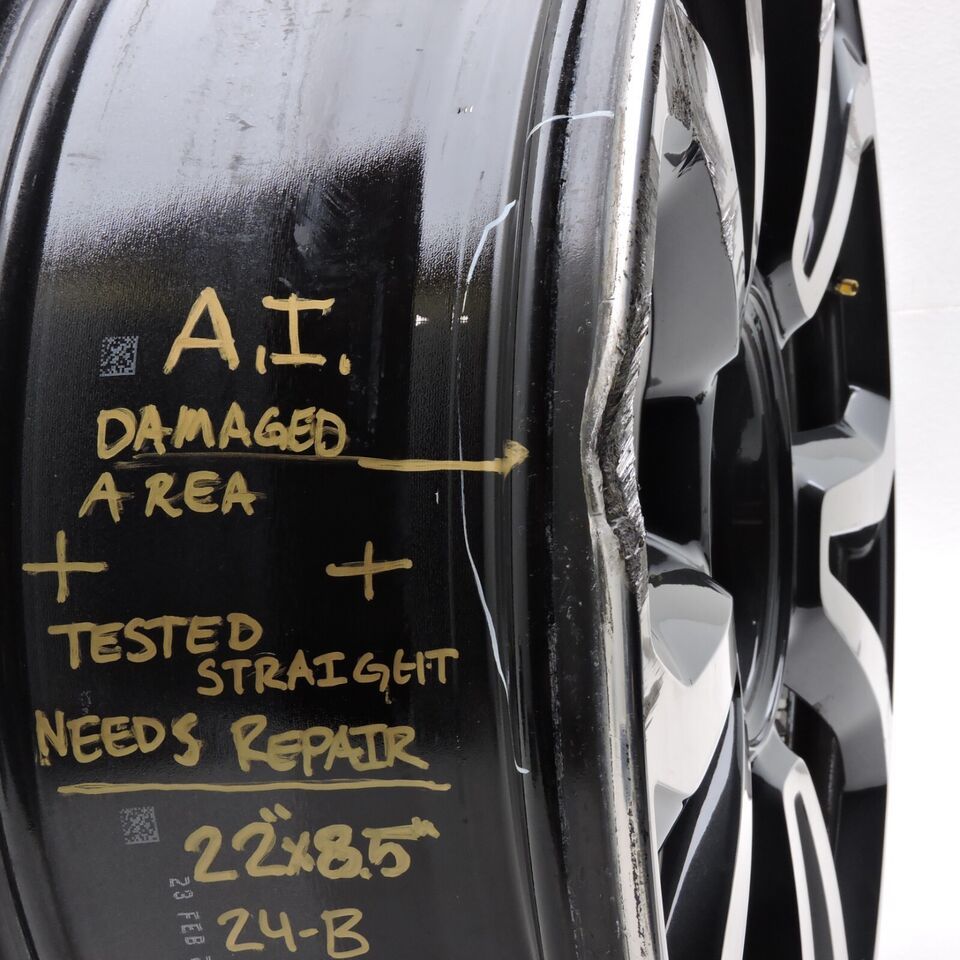 A.I.
DAMAGED
AREA
+ +
TESTED
STRAIGHT
NEEDS REPAIR
22"x8.5"
24-B
23 FEB